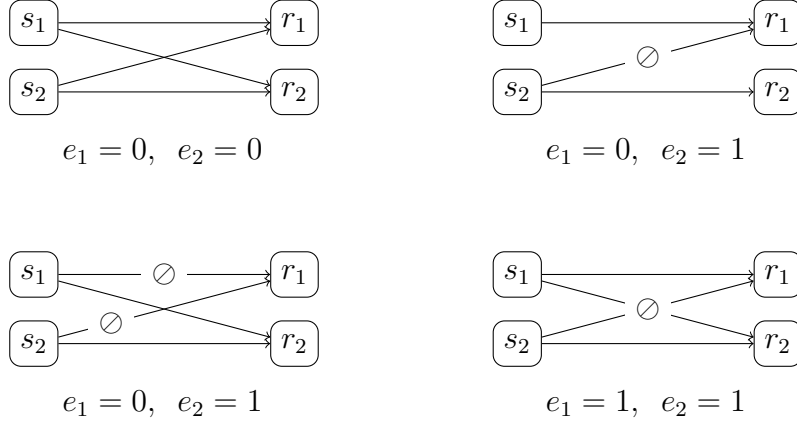 s₁ r₁ s₁ r₁
s₂ r₂ s₂ r₂
e₁ = 0, e₂ = 0 e₁ = 0, e₂ = 1
s₁ r₁ s₁ r₁
s₂ r₂ s₂ r₂
e₁ = 0, e₂ = 1 e₁ = 1, e₂ = 1